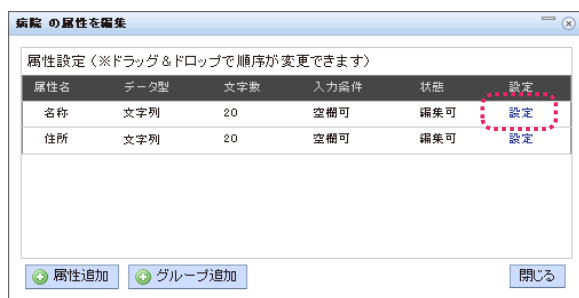 病院 の属性を編集
属性設定（※ドラッグ＆ドロップで順序が変更できます）
属性名 データ型 文字数 入力条件 状態 設定
名称 文字列 20 空欄可 編集可 設定
住所 文字列 20 空欄可 編集可 設定
属性追加 グループ追加 閉じる